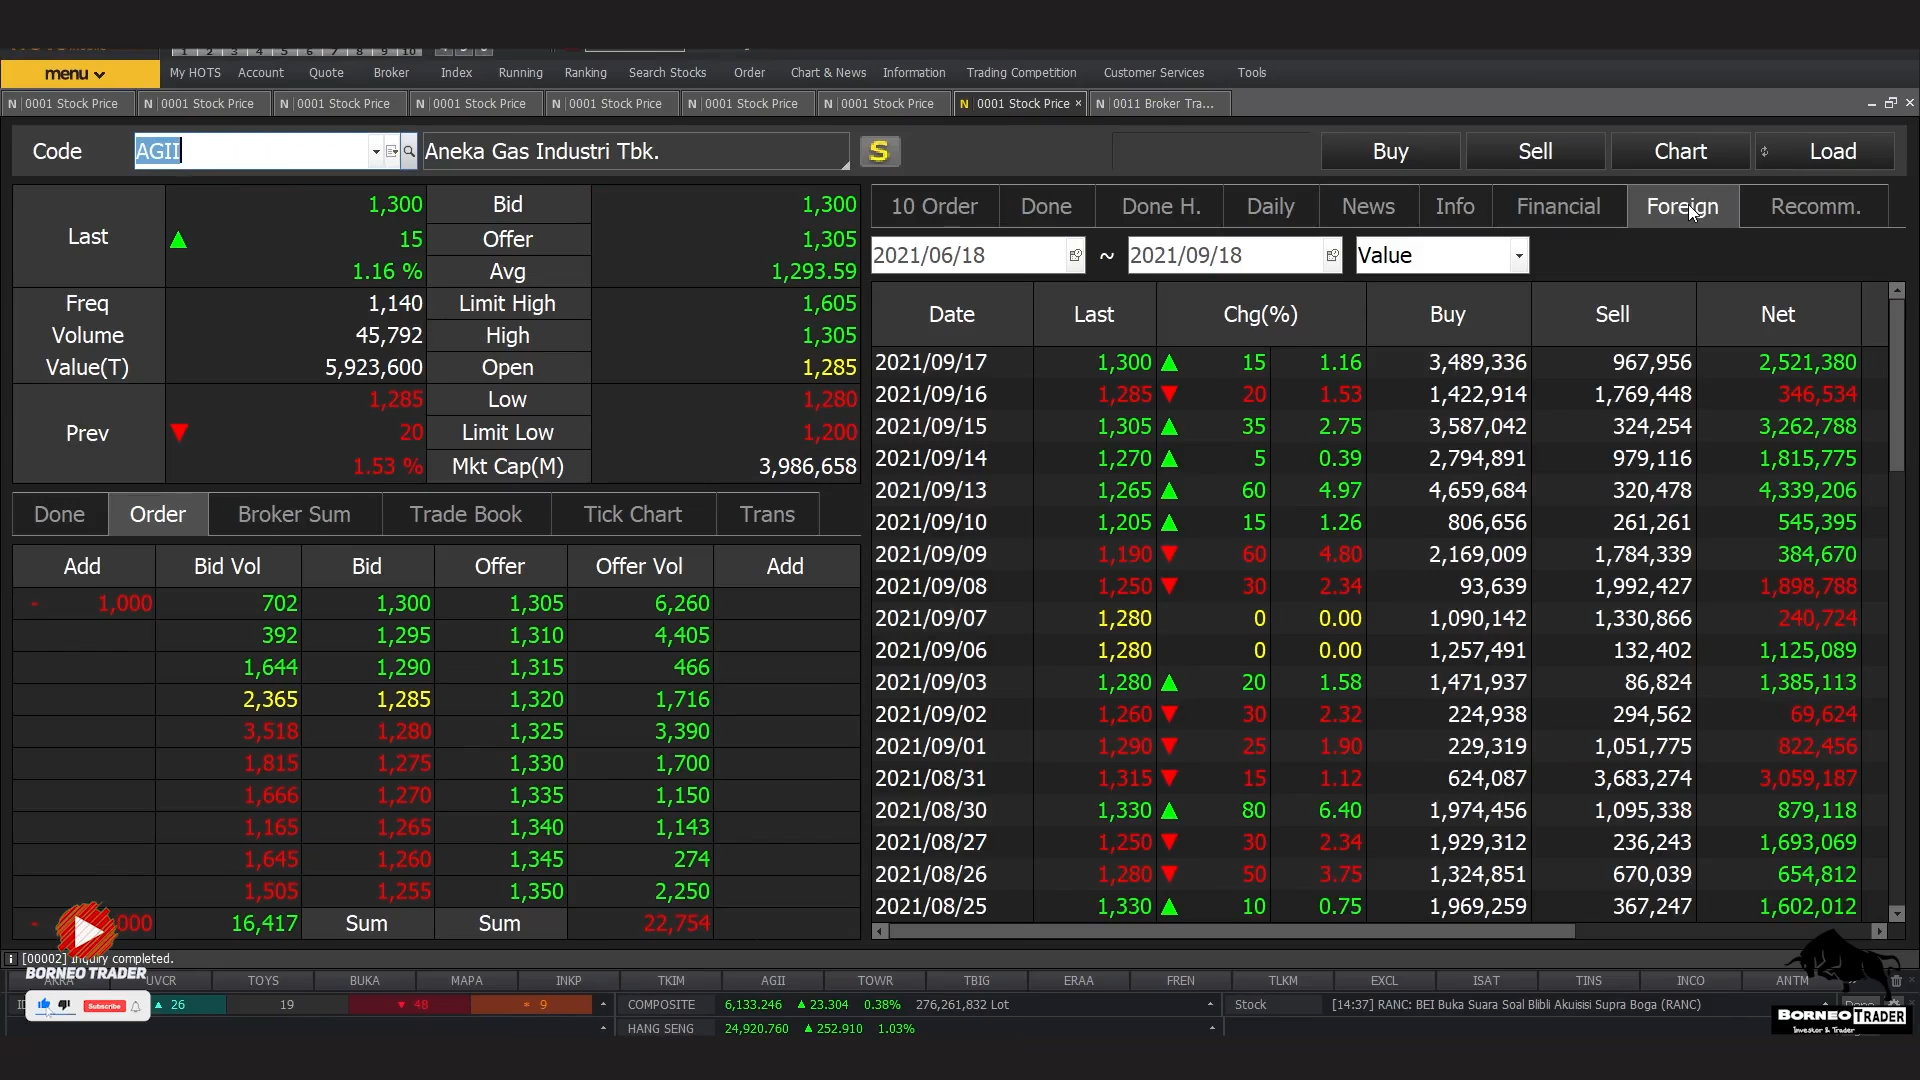 1 2 3 4 5 6 7 8 9 10
menu My HOTS Account Quote Broker Index Running Ranking Search Stocks Order Chart & News Information Trading Competition Customer Services Tools
N 0001 Stock Price N 0001 Stock Price N 0001 Stock Price N 0001 Stock Price N 0001 Stock Price N 0001 Stock Price N 0001 Stock Price N 0001 Stock Price × N 0011 Broker Tra...
Code AGII Aneka Gas Industri Tbk. S Buy Sell Chart Load
Last 1,300 Bid 1,300
▲ 15 Offer 1,305
1.16 % Avg 1,293.59
Freq 1,140 Limit High 1,605
Volume 45,792 High 1,305
Value(T) 5,923,600 Open 1,285
Prev 1,285 Low 1,280
▼ 20 Limit Low 1,200
1.53 % Mkt Cap(M) 3,986,658
Done Order Broker Sum Trade Book Tick Chart Trans
Add Bid Vol Bid Offer Offer Vol Add
- 1,000 702 1,300 1,305 6,260
392 1,295 1,310 4,405
1,644 1,290 1,315 466
2,365 1,285 1,320 1,716
3,518 1,280 1,325 3,390
1,815 1,275 1,330 1,700
1,666 1,270 1,335 1,150
1,165 1,265 1,340 1,143
1,645 1,260 1,345 274
1,505 1,255 1,350 2,250
- 000 16,417 Sum Sum 22,754
10 Order Done Done H. Daily News Info Financial Foreign Recomm.
2021/06/18 ~ 2021/09/18 Value
Date Last Chg(%) Buy Sell Net
2021/09/17 1,300 ▲ 15 1.16 3,489,336 967,956 2,521,380
2021/09/16 1,285 ▼ 20 1.53 1,422,914 1,769,448 346,534
2021/09/15 1,305 ▲ 35 2.75 3,587,042 324,254 3,262,788
2021/09/14 1,270 ▲ 5 0.39 2,794,891 979,116 1,815,775
2021/09/13 1,265 ▲ 60 4.97 4,659,684 320,478 4,339,206
2021/09/10 1,205 ▲ 15 1.26 806,656 261,261 545,395
2021/09/09 1,190 ▼ 60 4.80 2,169,009 1,784,339 384,670
2021/09/08 1,250 ▼ 30 2.34 93,639 1,992,427 1,898,788
2021/09/07 1,280 0 0.00 1,090,142 1,330,866 240,724
2021/09/06 1,280 0 0.00 1,257,491 132,402 1,125,089
2021/09/03 1,280 ▲ 20 1.58 1,471,937 86,824 1,385,113
2021/09/02 1,260 ▼ 30 2.32 224,938 294,562 69,624
2021/09/01 1,290 ▼ 25 1.90 229,319 1,051,775 822,456
2021/08/31 1,315 ▼ 15 1.12 624,087 3,683,274 3,059,187
2021/08/30 1,330 ▲ 80 6.40 1,974,456 1,095,338 879,118
2021/08/27 1,250 ▼ 30 2.34 1,929,312 236,243 1,693,069
2021/08/26 1,280 ▼ 50 3.75 1,324,851 670,039 654,812
2021/08/25 1,330 ▲ 10 0.75 1,969,259 367,247 1,602,012
[00002] Inquiry completed.
BORNEO TRADER
AKRA UVCR TOYS BUKA MAPA INKP TKIM AGII TOWR TBIG ERAA FREN TLKM EXCL ISAT TINS INCO ANTM
Subscribe ▲ 26 19 ▼ 48 * 9 COMPOSITE 6,133.246 ▲ 23.304 0.38% 276,261,832 Lot Stock [14:37] RANC: BEI Buka Suara Soal Blibli Akuisisi Supra Boga (RANC)
HANG SENG 24,920.760 ▲ 252.910 1.03%
BORNEO TRADER
Investor & Trader